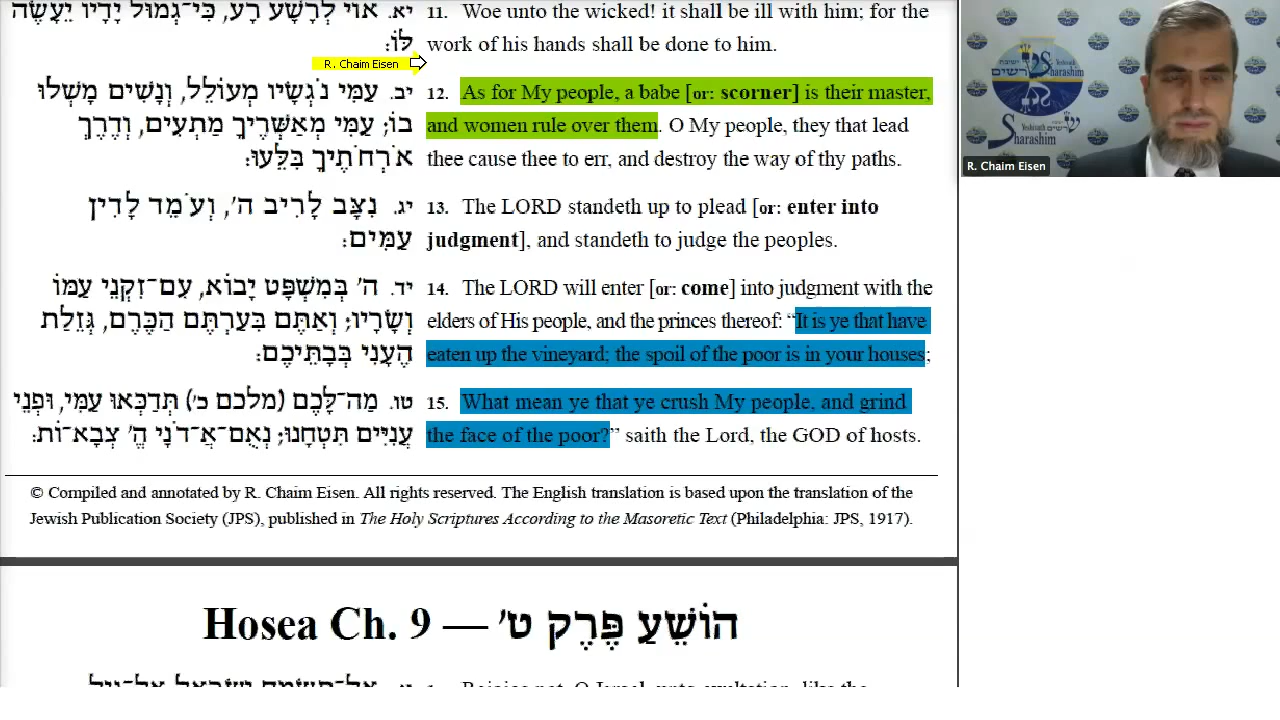 יא. אוֹי לְרָשָׁע רָע, כִּי־גְמוּל יָדָיו יֵעָשֶׂה
לּוֹ:
11. Woe unto the wicked! it shall be ill with him; for the
work of his hands shall be done to him.
R. Chaim Eisen
יב. עַמִּי נֹגְשָׂיו מְעוֹלֵל, וְנָשִׁים מָשְׁלוּ
בוֹ; עַמִּי מְאַשְּׁרֶיךָ מַתְעִים, וְדֶרֶךְ
אֹרְחֹתֶיךָ בִּלֵּעוּ:
12. As for My people, a babe [or: scorner] is their master,
and women rule over them. O My people, they that lead
thee cause thee to err, and destroy the way of thy paths.
יג. נִצָּב לָרִיב ה', וְעֹמֵד לָדִין
עַמִּים:
13. The LORD standeth up to plead [or: enter into
judgment], and standeth to judge the peoples.
יד. ה' בְּמִשְׁפָּט יָבוֹא, עִם־זִקְנֵי עַמּוֹ
וְשָׂרָיו; וְאַתֶּם בִּעַרְתֶּם הַכֶּרֶם, גְּזֵלַת
הֶעָנִי בְּבָתֵּיכֶם:
14. The LORD will enter [or: come] into judgment with the
elders of His people, and the princes thereof: “It is ye that have
eaten up the vineyard; the spoil of the poor is in your houses;
טו. מַה־לָּכֶם (מלכם כ') תְּדַכְּאוּ עַמִּי, וּפְנֵי
עֲנִיִּים תִּטְחָנוּ; נְאֻם־אֲ־דֹנָי הֱ' צְבָא־וֹת:
15. What mean ye that ye crush My people, and grind
the face of the poor?” saith the Lord, the GOD of hosts.
© Compiled and annotated by R. Chaim Eisen. All rights reserved. The English translation is based upon the translation of the
Jewish Publication Society (JPS), published in The Holy Scriptures According to the Masoretic Text (Philadelphia: JPS, 1917).
Hosea Ch. 9 — הוֹשֵׁעַ פֶּרֶק ט'
Yeshivath
Sharashim
ישיבת
שרשים
Yeshivath
Sharashim
R. Chaim Eisen